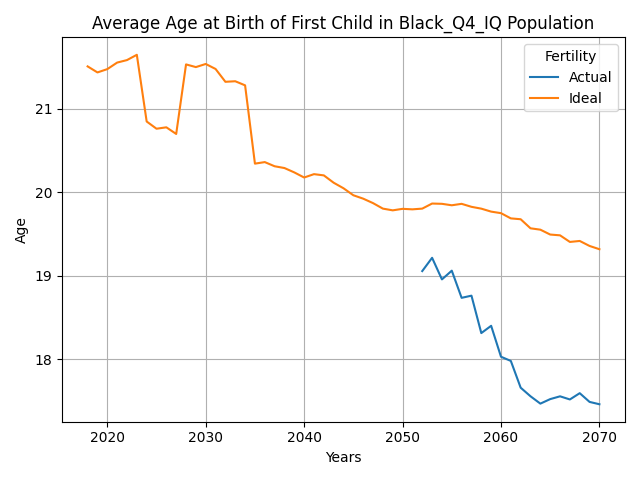 Average Age at Birth of First Child in Black_Q4_IQ Population
Fertility
Actual
Ideal
Age
21
20
19
18
2020
2030
2040
2050
2060
2070
Years